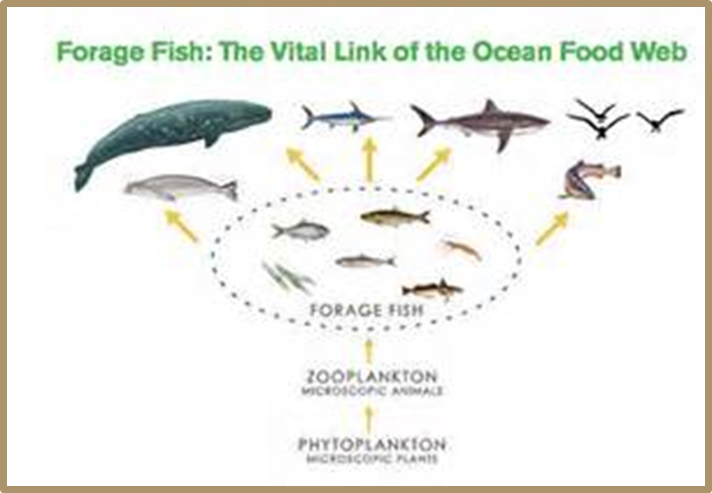 Forage Fish: The Vital Link of the Ocean Food Web
FORAGE FISH
ZOOPLANKTON
MICROSCOPIC ANIMALS
PHYTOPLANKTON
MICROSCOPIC PLANTS